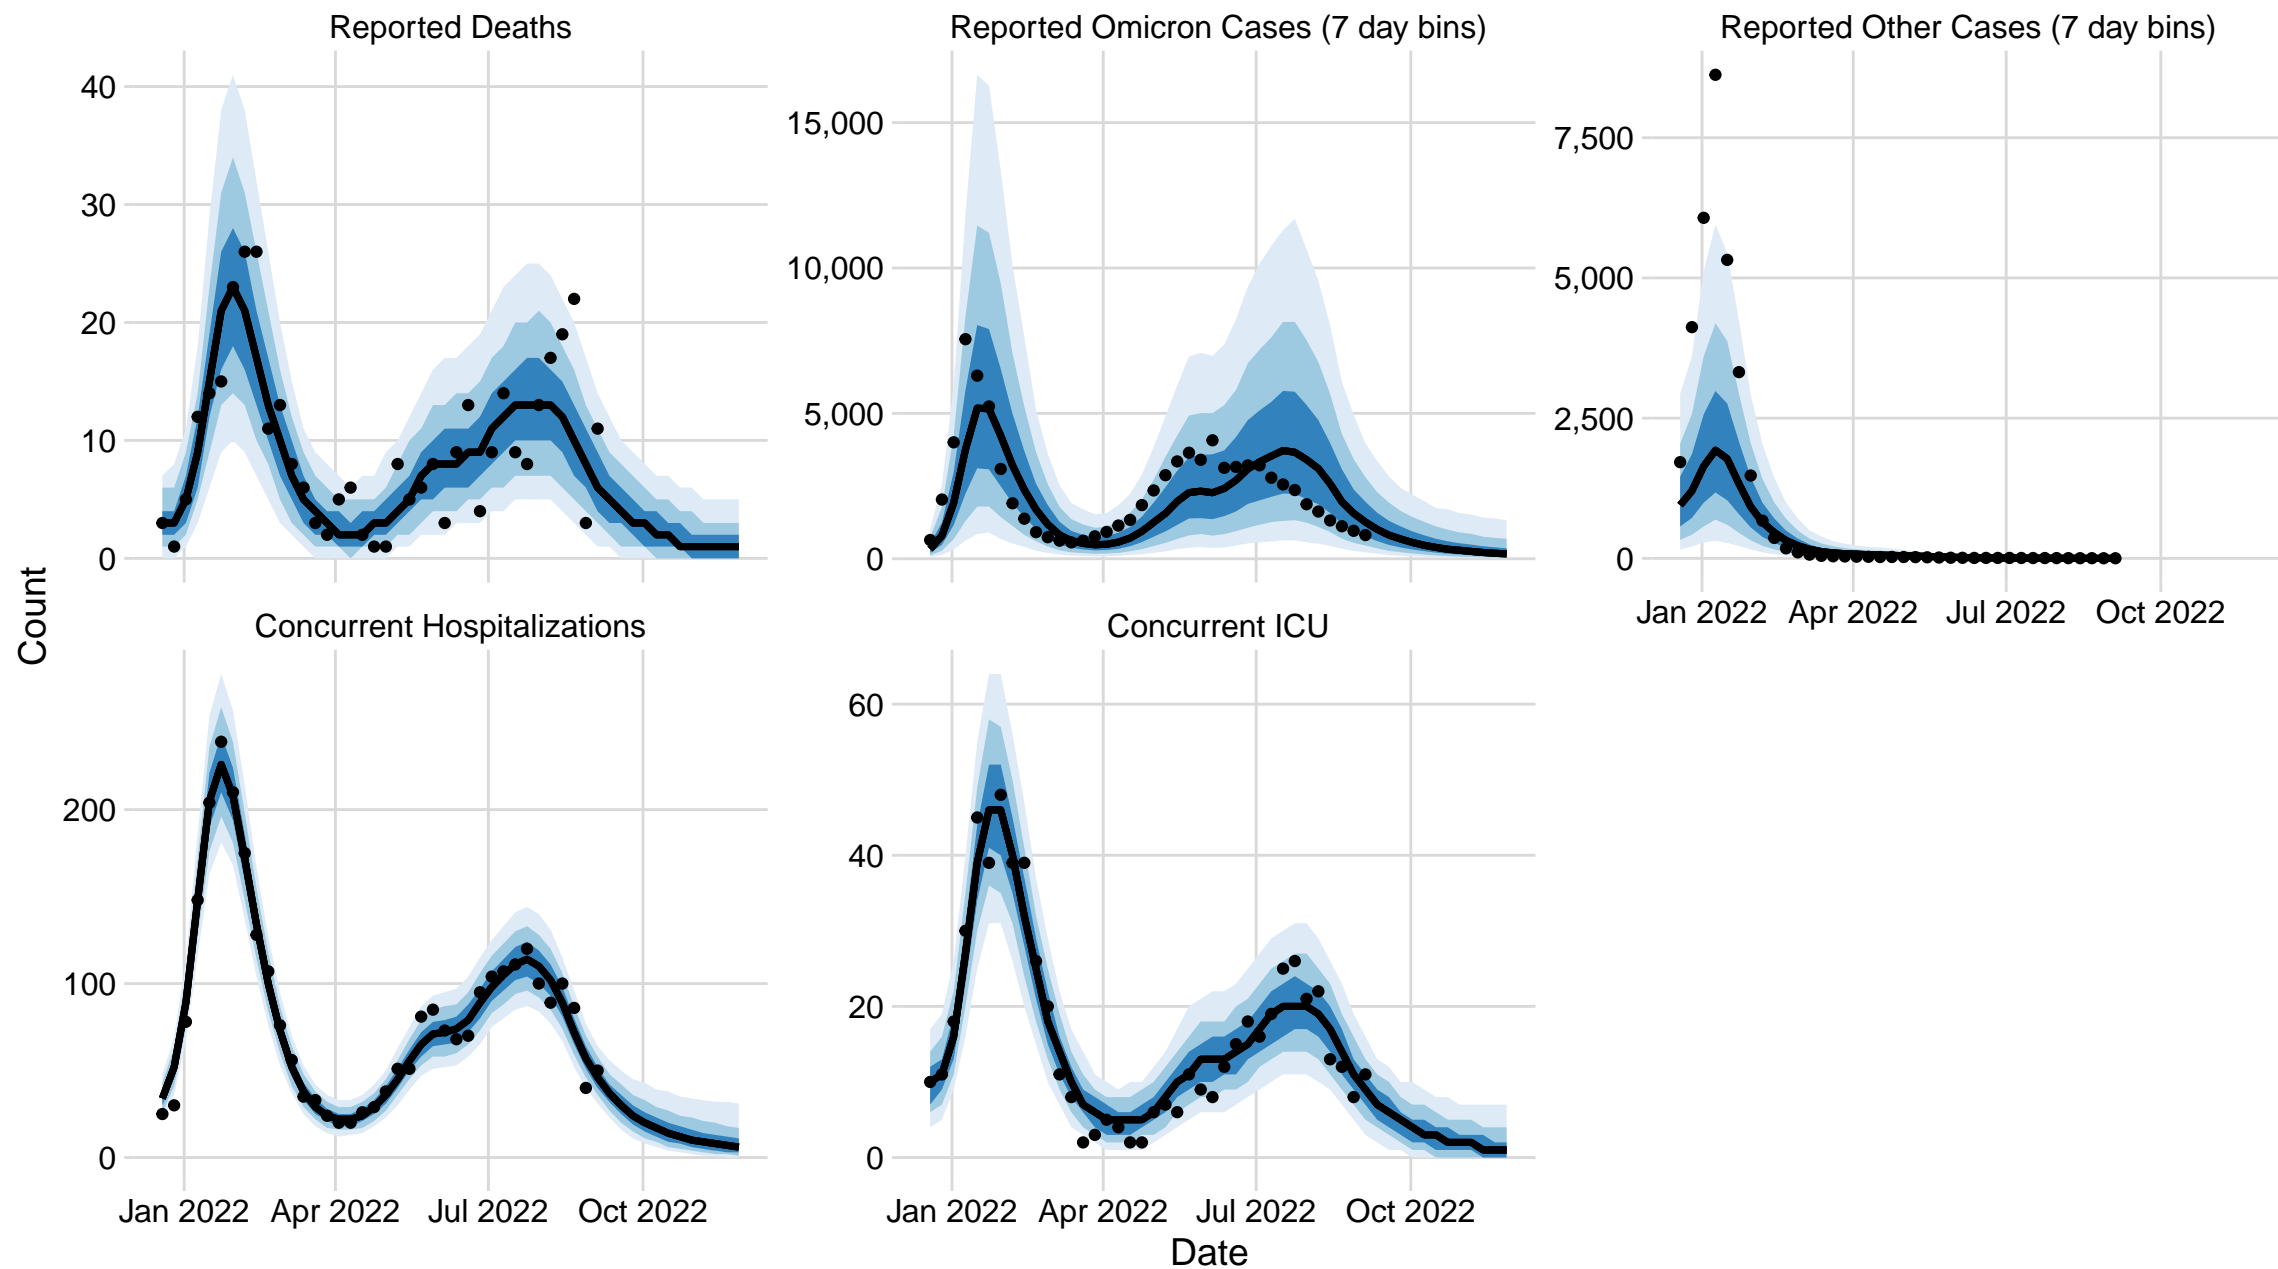 Reported Deaths
Reported Omicron Cases (7 day bins)
Reported Other Cases (7 day bins)
40
30
20
10
0
15,000
10,000
5,000
0
7,500
5,000
2,500
0
Jan 2022 Apr 2022 Jul 2022 Oct 2022
Count
Concurrent Hospitalizations
Concurrent ICU
200
100
0
60
40
20
0
Jan 2022 Apr 2022 Jul 2022 Oct 2022
Jan 2022 Apr 2022 Jul 2022 Oct 2022
Date